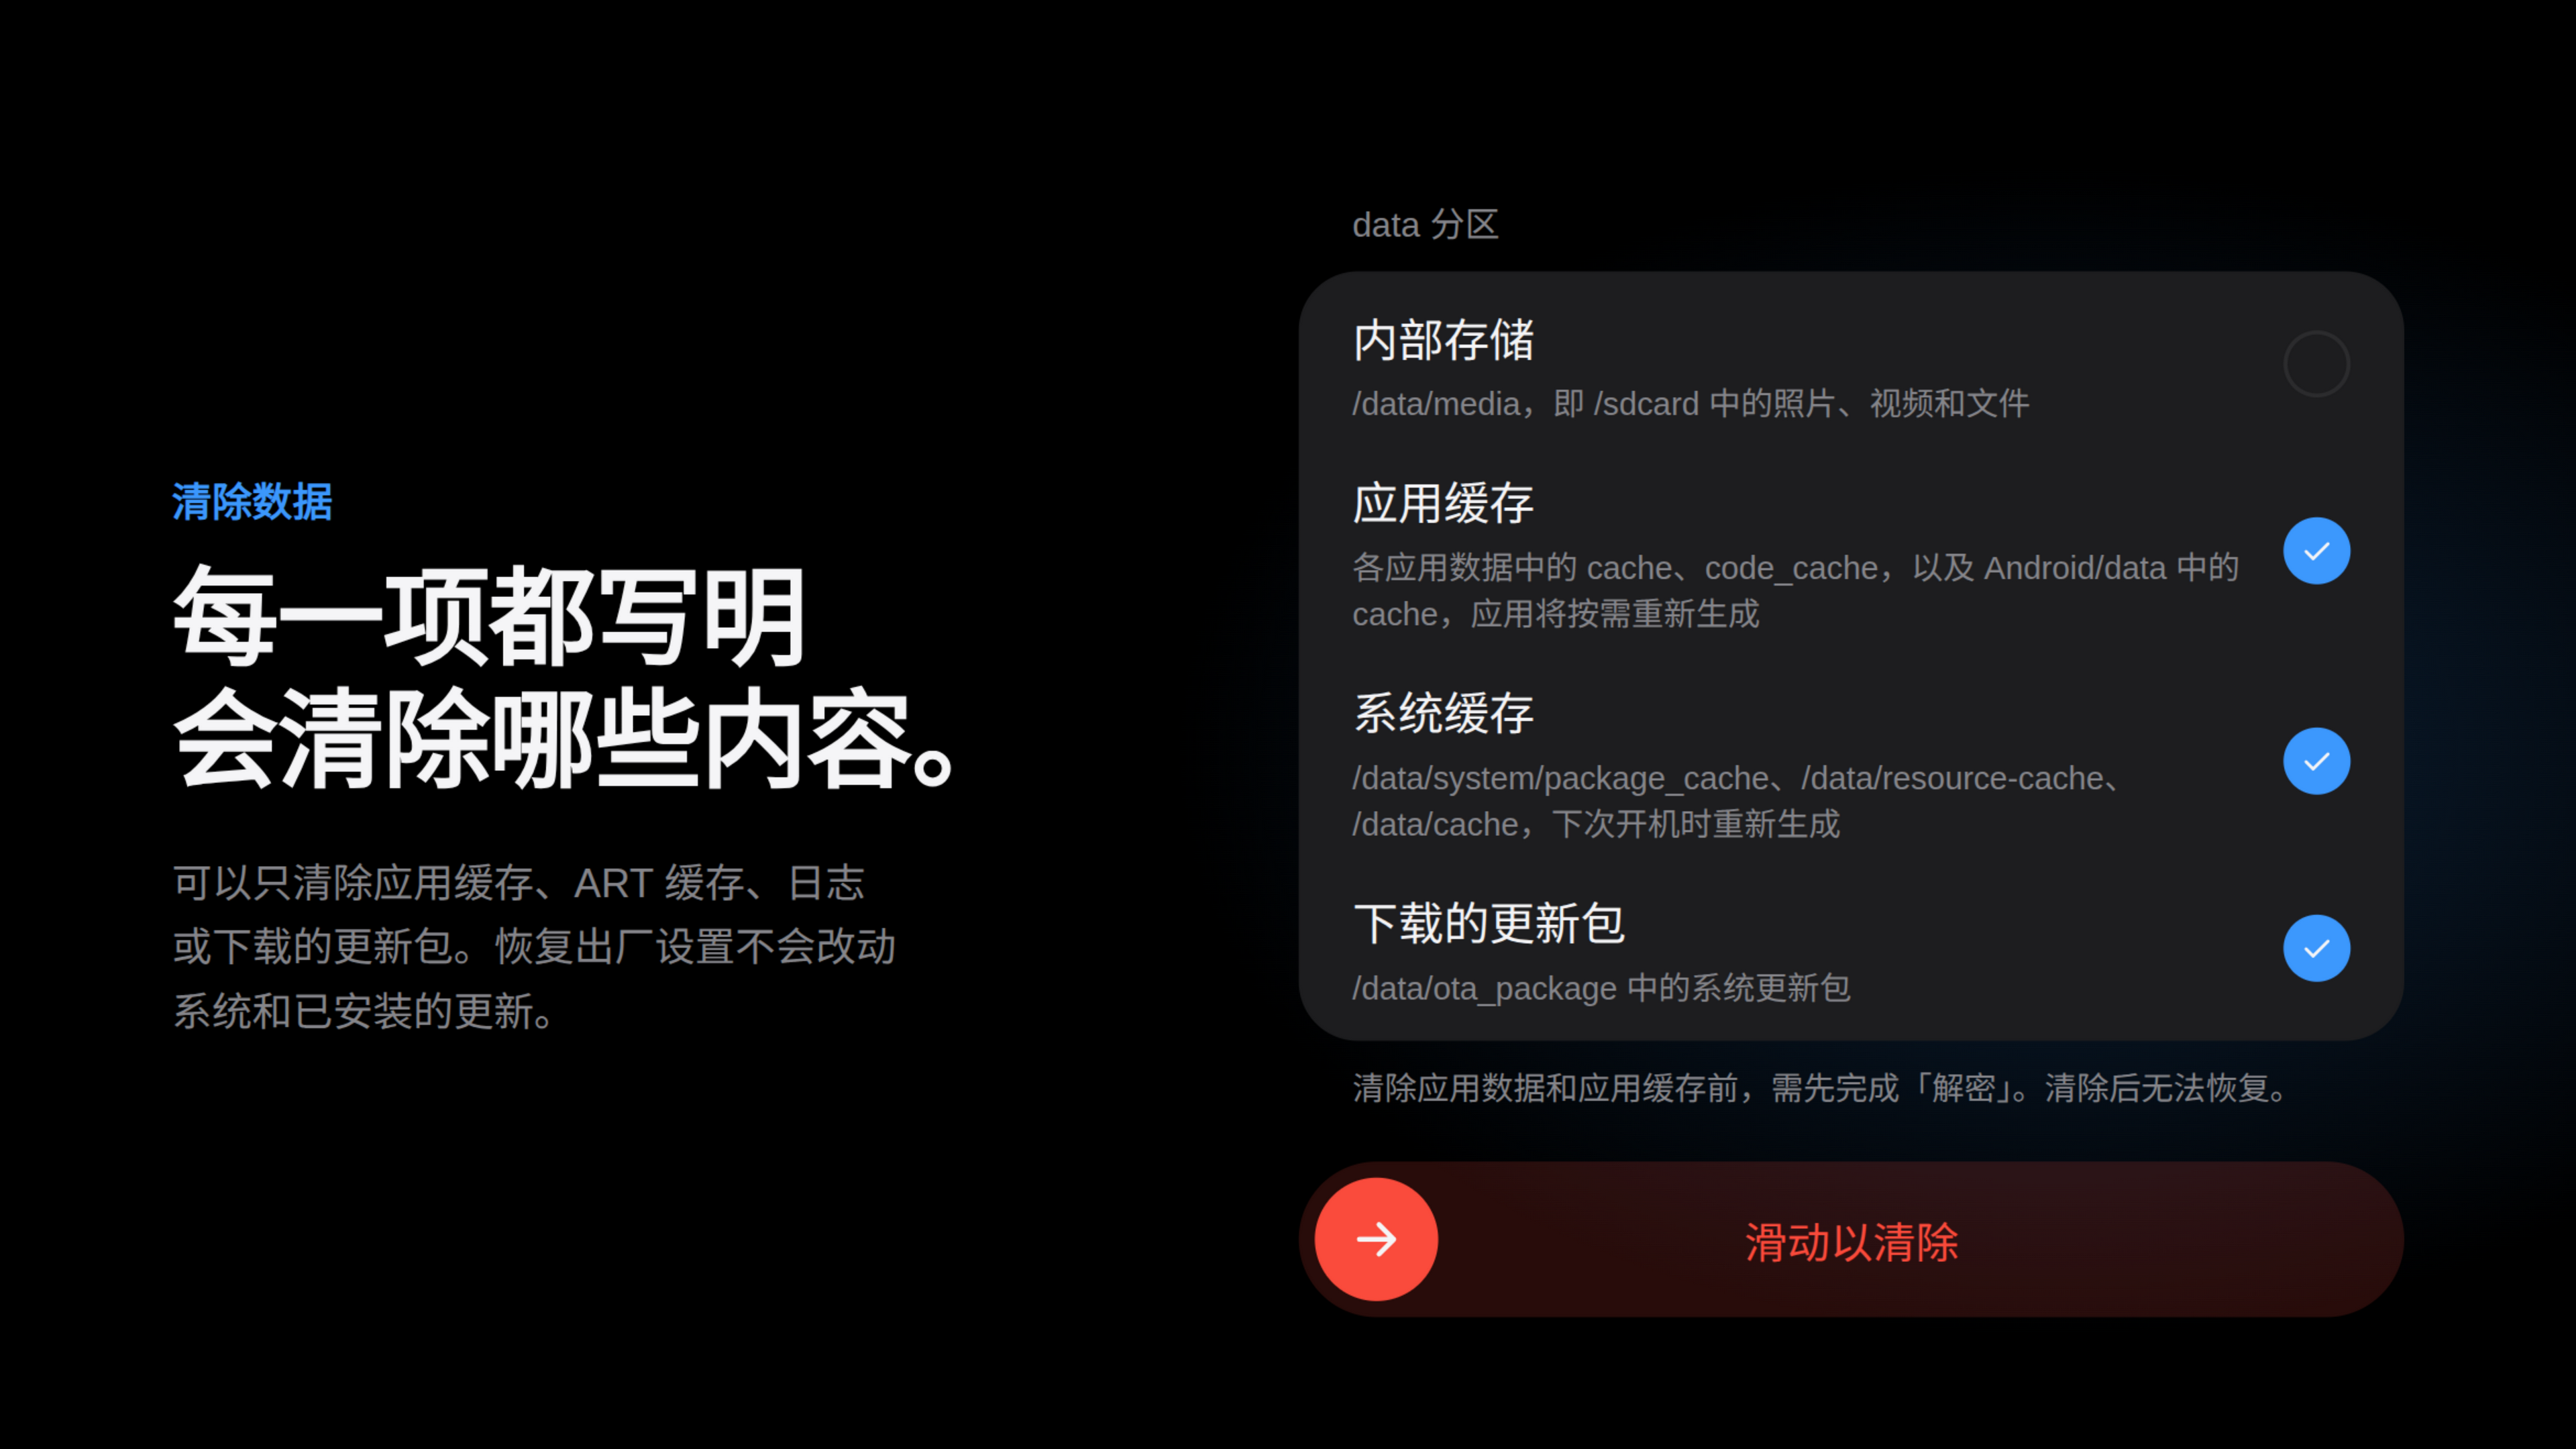 清除数据
每一项都写明
会清除哪些内容。
可以只清除应用缓存、ART 缓存、日志
或下载的更新包。恢复出厂设置不会改动
系统和已安装的更新。
data 分区
内部存储
/data/media，即 /sdcard 中的照片、视频和文件
应用缓存
各应用数据中的 cache、code_cache，以及 Android/data 中的
cache，应用将按需重新生成
系统缓存
/data/system/package_cache、/data/resource-cache、
/data/cache，下次开机时重新生成
下载的更新包
/data/ota_package 中的系统更新包
清除应用数据和应用缓存前，需先完成「解密」。清除后无法恢复。
滑动以清除